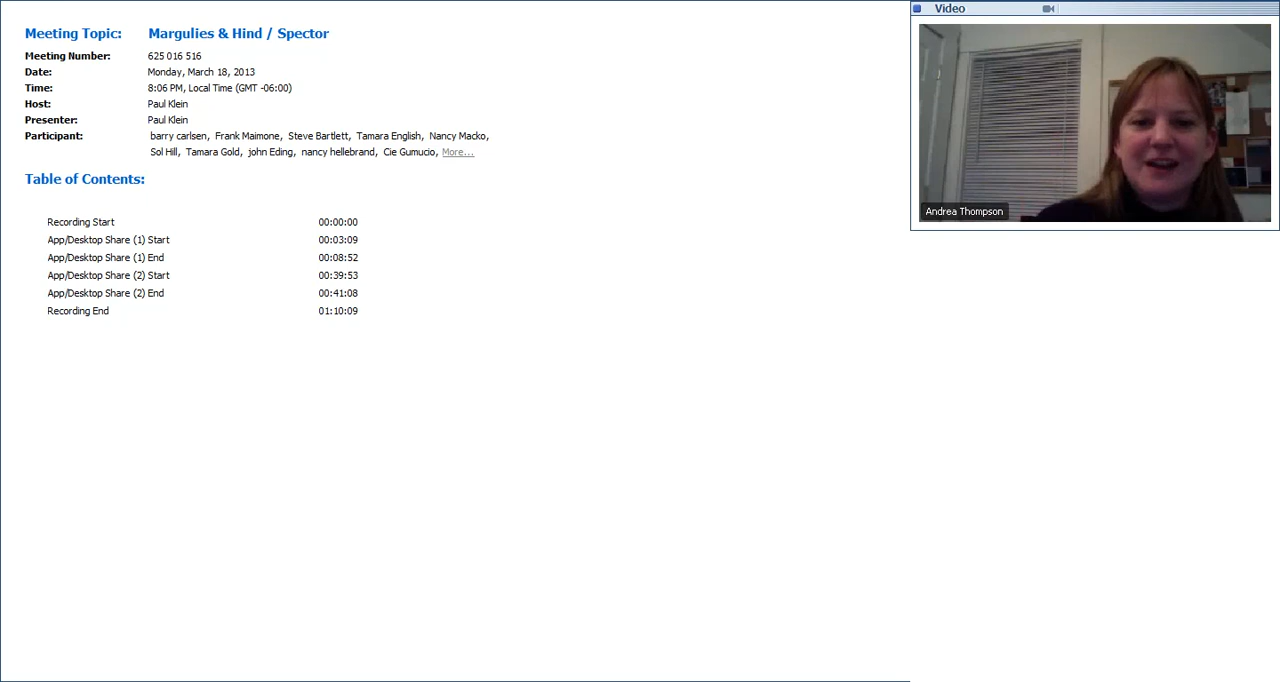 Meeting Topic: Margulies & Hind / Spector
Meeting Number: 625 016 516
Date: Monday, March 18, 2013
Time: 8:06 PM, Local Time (GMT -06:00)
Host: Paul Klein
Presenter: Paul Klein
Participant: barry carlsen, Frank Maimone, Steve Bartlett, Tamara English, Nancy Macko,
Sol Hill, Tamara Gold, john Eding, nancy hellebrand, Cie Gumucio, More...
Table of Contents:
Recording Start 00:00:00
App/Desktop Share (1) Start 00:03:09
App/Desktop Share (1) End 00:08:52
App/Desktop Share (2) Start 00:39:53
App/Desktop Share (2) End 00:41:08
Recording End 01:10:09
Video
Andrea Thompson